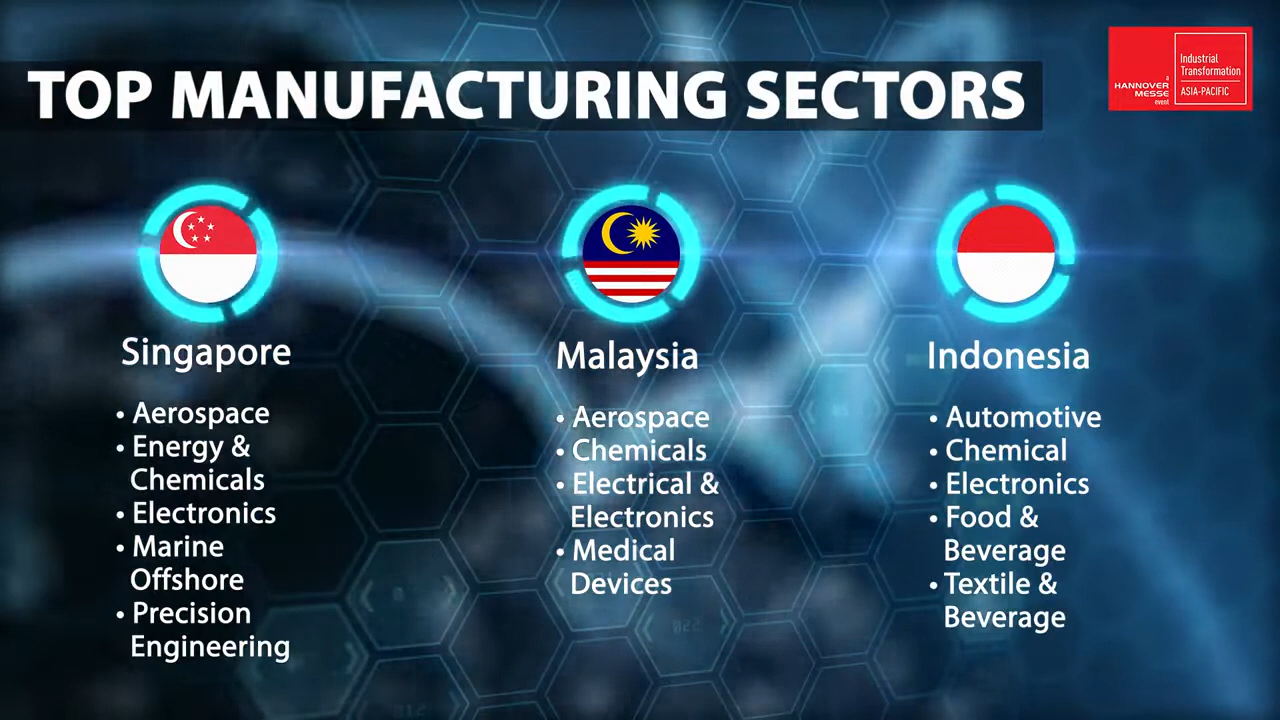 TOP MANUFACTURING SECTORS
a
HANNOVER
MESSE
event
Industrial
Transformation
ASIA-PACIFIC
Singapore
• Aerospace
• Energy &
Chemicals
• Electronics
• Marine
Offshore
• Precision
Engineering
Malaysia
• Aerospace
• Chemicals
• Electrical &
Electronics
• Medical
Devices
Indonesia
• Automotive
• Chemical
• Electronics
• Food &
Beverage
• Textile &
Beverage